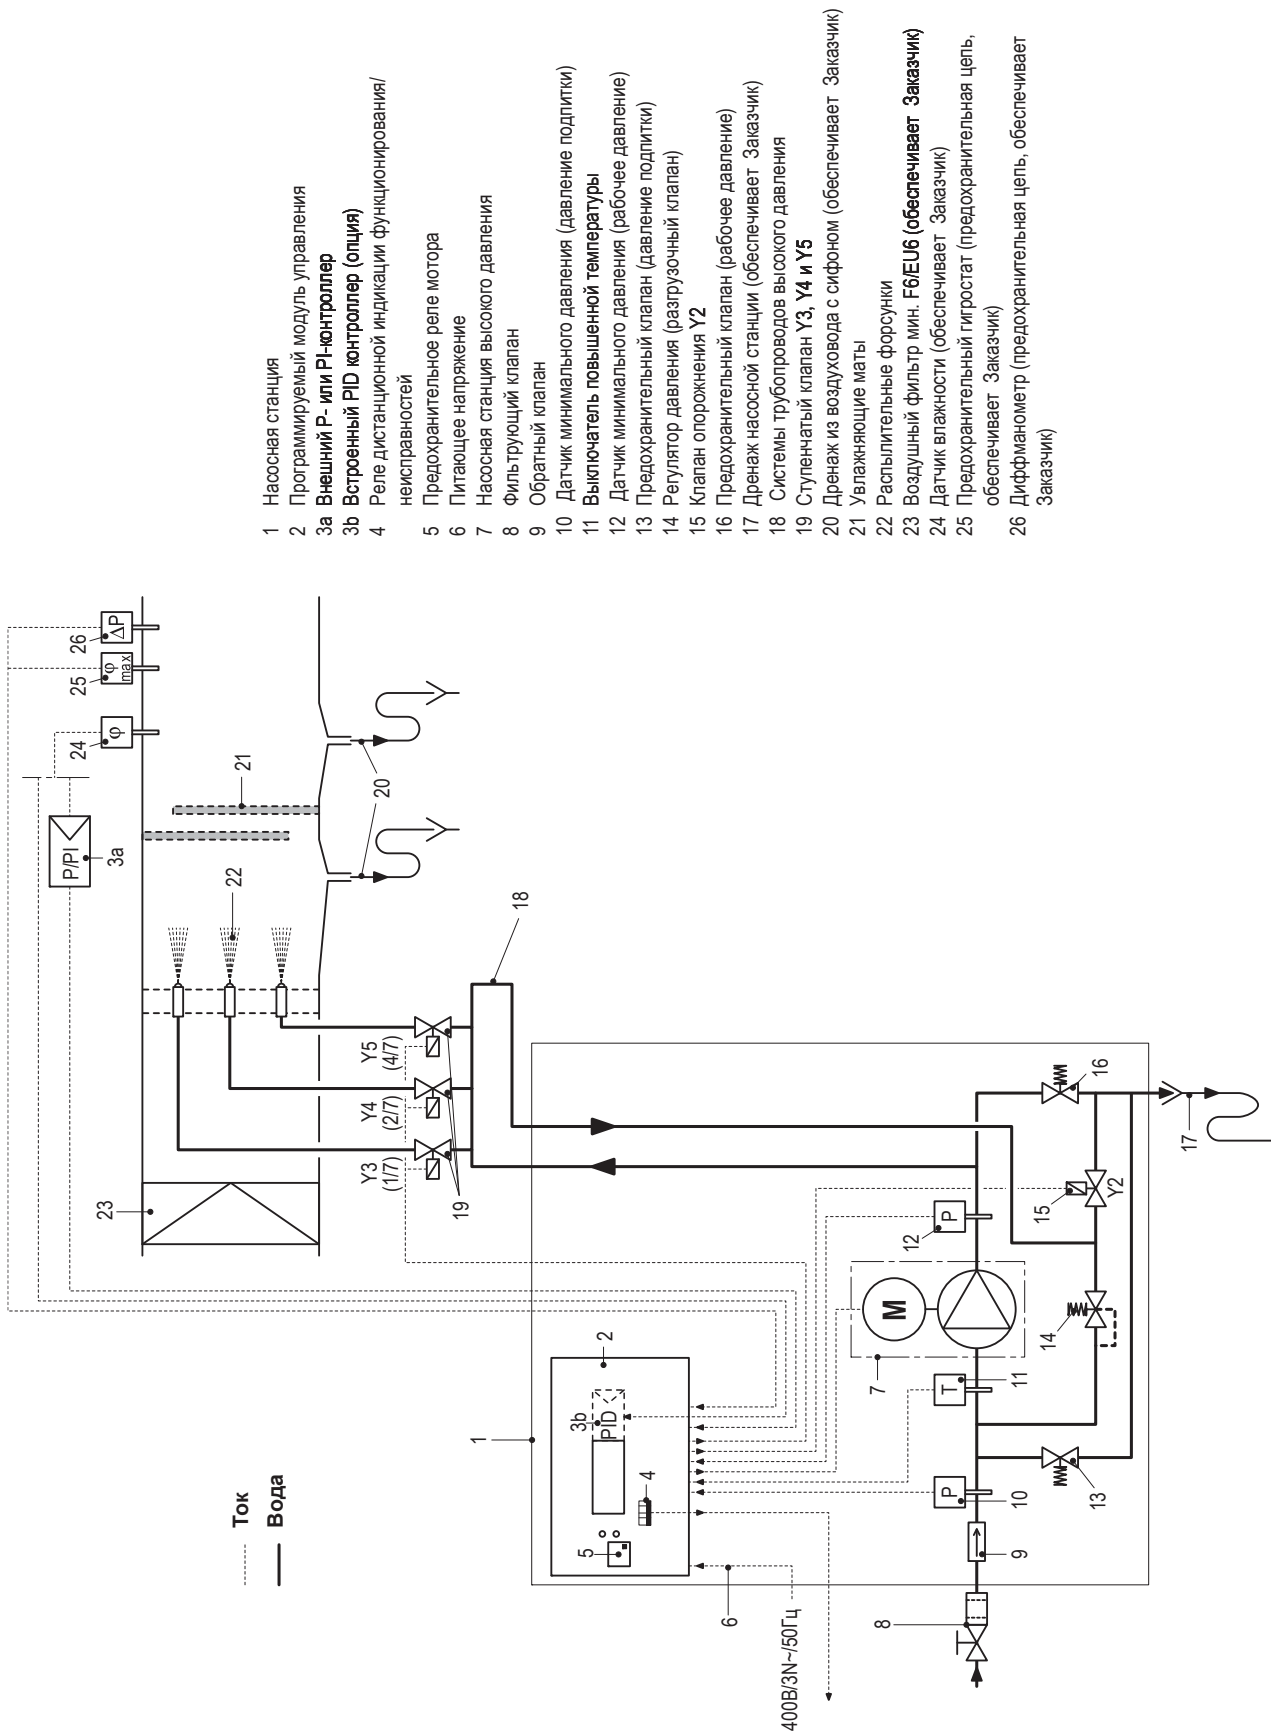 Ток
Вода
400В/3N~/50Гц
1
2
3b
PID
4
5
6
7
M
8
9
10
P
11
T
12
P
13
14
15
Y2
16
17
18
19
Y3
(1/7)
Y4
(2/7)
Y5
(4/7)
20
21
22
23
3a
P/PI
24
φ
25
φ
max
26
ΔP
1 Насосная станция
2 Программируемый модуль управления
3a Внешний P- или PI-контроллер
3b Встроенный PID контроллер (опция)
4 Реле дистанционной индикации функционирования/
неисправностей
5 Предохранительное реле мотора
6 Питающее напряжение
7 Насосная станция высокого давления
8 Фильтрующий клапан
9 Обратный клапан
10 Датчик минимального давления (давление подпитки)
11 Выключатель повышенной температуры
12 Датчик минимального давления (рабочее давление)
13 Предохранительный клапан (давление подпитки)
14 Регулятор давления (разгрузочный клапан)
15 Клапан опорожнения Y2
16 Предохранительный клапан (рабочее давление)
17 Дренаж насосной станции (обеспечивает Заказчик)
18 Системы трубопроводов высокого давления
19 Ступенчатый клапан Y3, Y4 и Y5
20 Дренаж из воздуховода с сифоном (обеспечивает Заказчик)
21 Увлажняющие маты
22 Распылительные форсунки
23 Воздушный фильтр мин. F6/EU6 (обеспечивает Заказчик)
24 Датчик влажности (обеспечивает Заказчик)
25 Предохранительный гигростат (предохранительная цепь,
обеспечивает Заказчик)
26 Диффманометр (предохранительная цепь, обеспечивает
Заказчик)